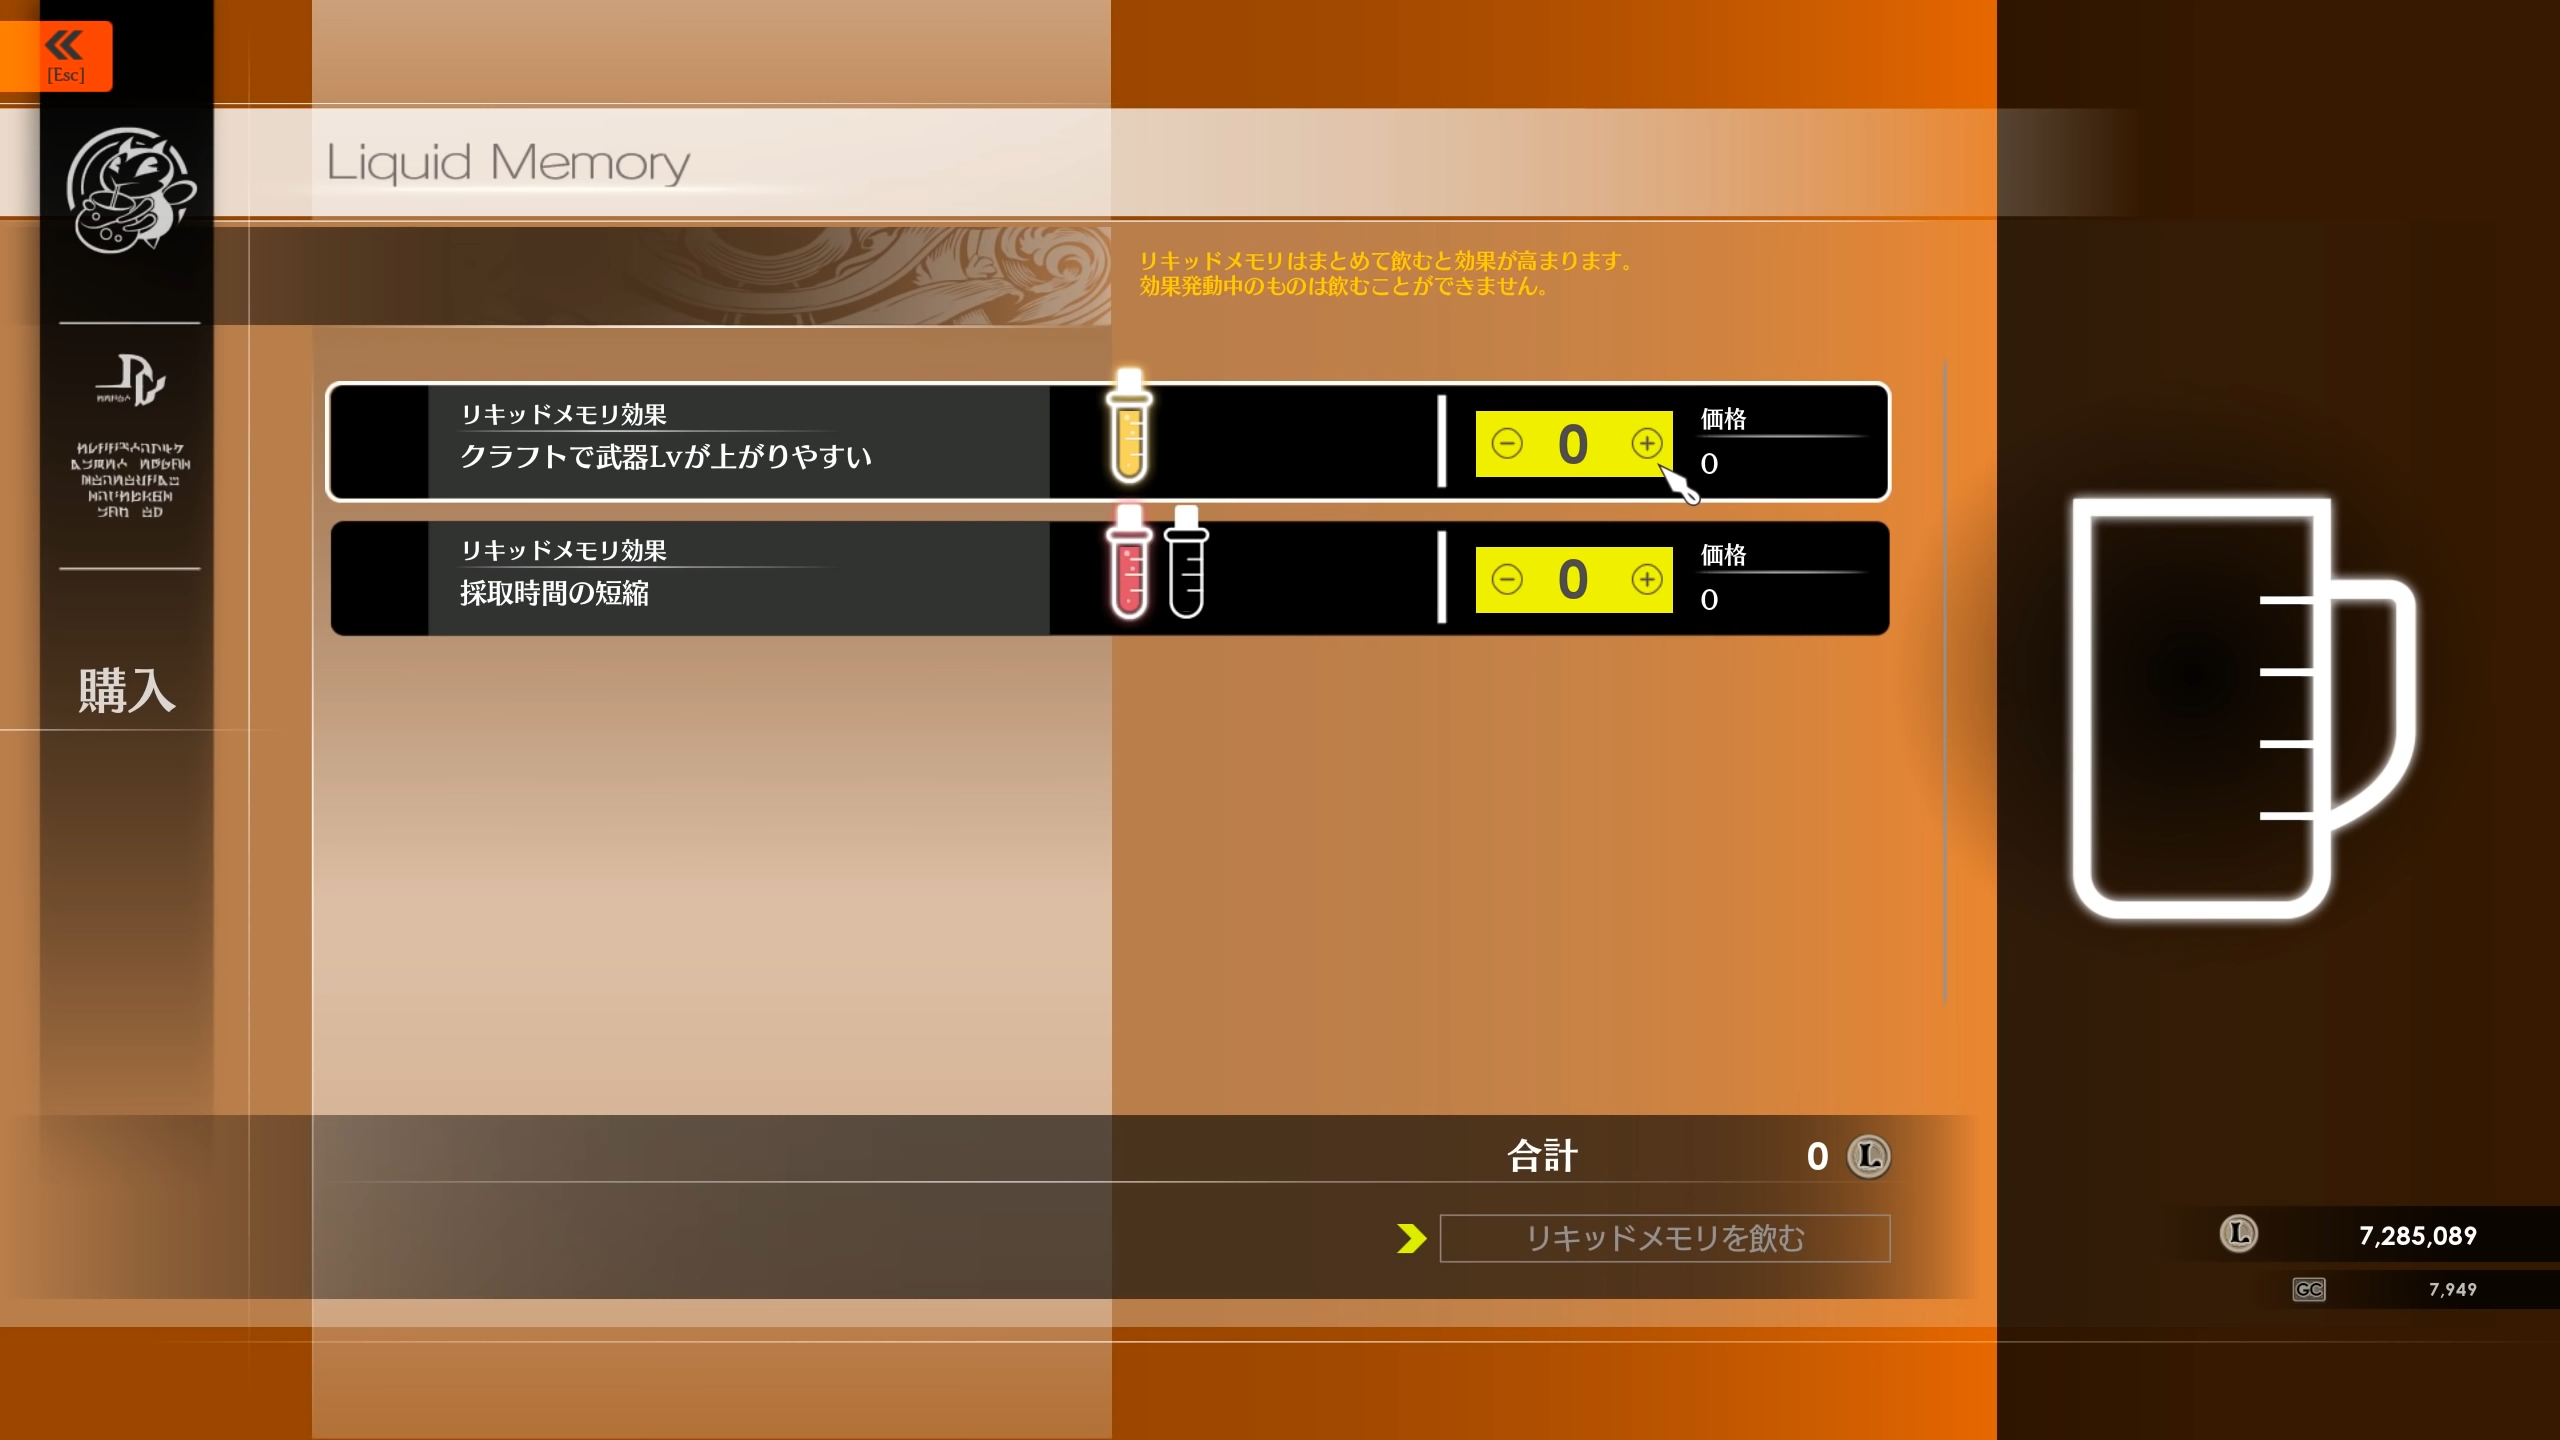 [Esc]
Liquid Memory
リキッドメモリはまとめて飲むと効果が高まります。
効果発動中のものは飲むことができません。
リキッドメモリ効果
クラフトで武器Lvが上がりやすい
0
価格
0
リキッドメモリ効果
採取時間の短縮
0
価格
0
購入
合計
0
リキッドメモリを飲む
7,285,089
GC
7,949